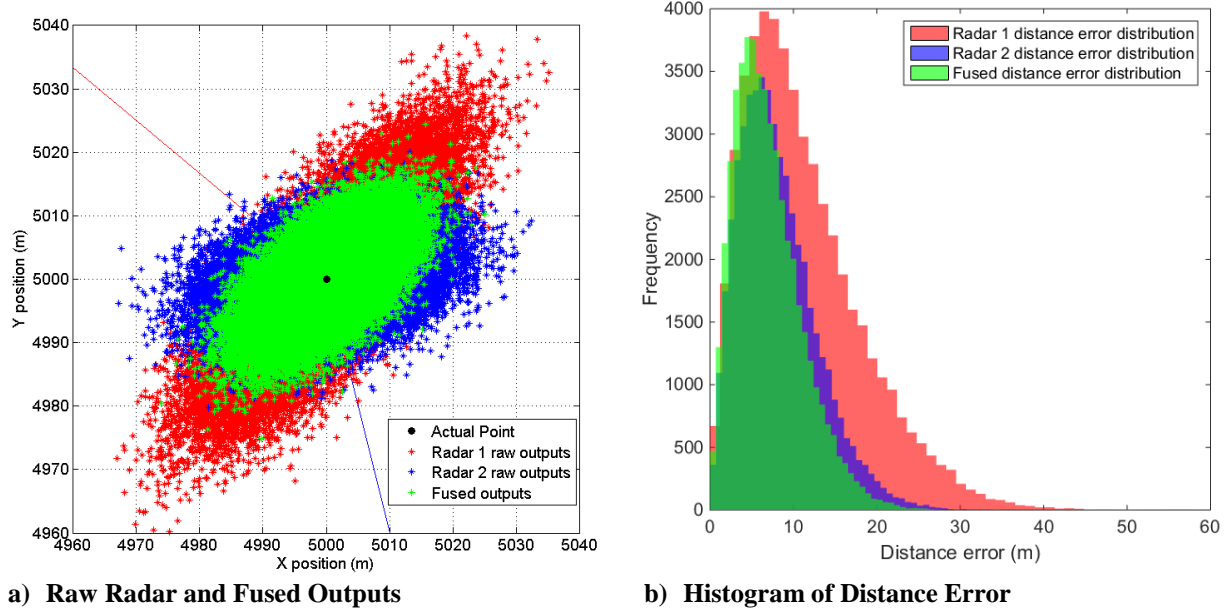 5040
5030
5020
5010
5000
4990
4980
4970
4960
Y position (m)
4960 4970 4980 4990 5000 5010 5020 5030 5040
X position (m)
Actual Point
Radar 1 raw outputs
Radar 2 raw outputs
Fused outputs
a) Raw Radar and Fused Outputs
4000
3500
3000
2500
2000
1500
1000
500
0
Frequency
0 10 20 30 40 50 60
Distance error (m)
Radar 1 distance error distribution
Radar 2 distance error distribution
Fused distance error distribution
b) Histogram of Distance Error